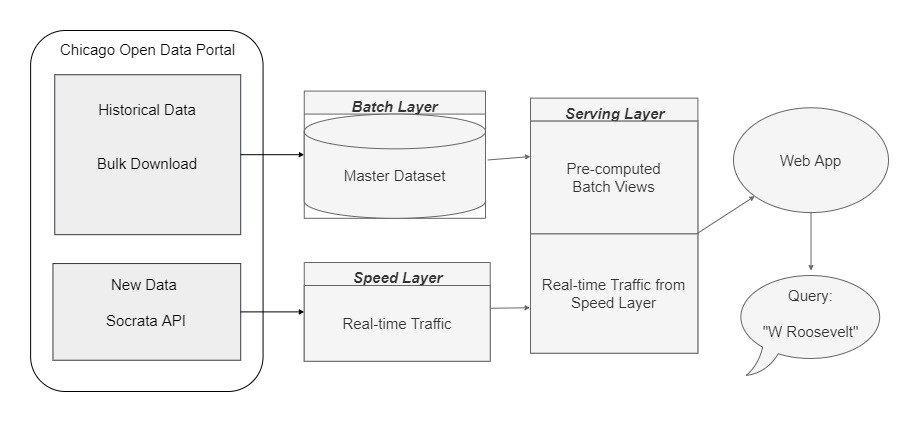 Chicago Open Data Portal
Historical Data
Bulk Download
New Data
Socrata API
Batch Layer
Master Dataset
Speed Layer
Real-time Traffic
Serving Layer
Pre-computed
Batch Views
Real-time Traffic from
Speed Layer
Web App
Query:
"W Roosevelt"